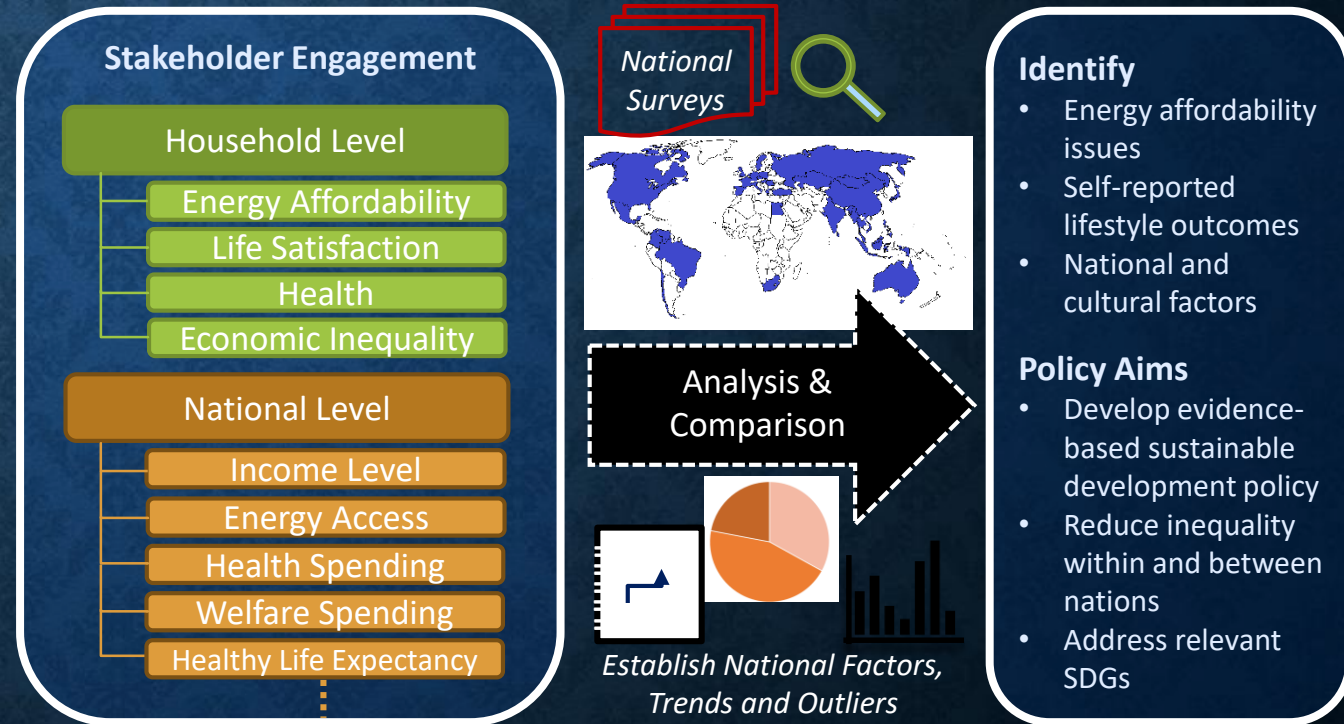 Stakeholder Engagement
Household Level
Energy Affordability
Life Satisfaction
Health
Economic Inequality
National Level
Income Level
Energy Access
Health Spending
Welfare Spending
Healthy Life Expectancy
National
Surveys
Analysis &
Comparison
Establish National Factors,
Trends and Outliers
Identify
• Energy affordability
issues
• Self-reported
lifestyle outcomes
• National and
cultural factors
Policy Aims
• Develop evidence-
based sustainable
development policy
• Reduce inequality
within and between
nations
• Address relevant
SDGs